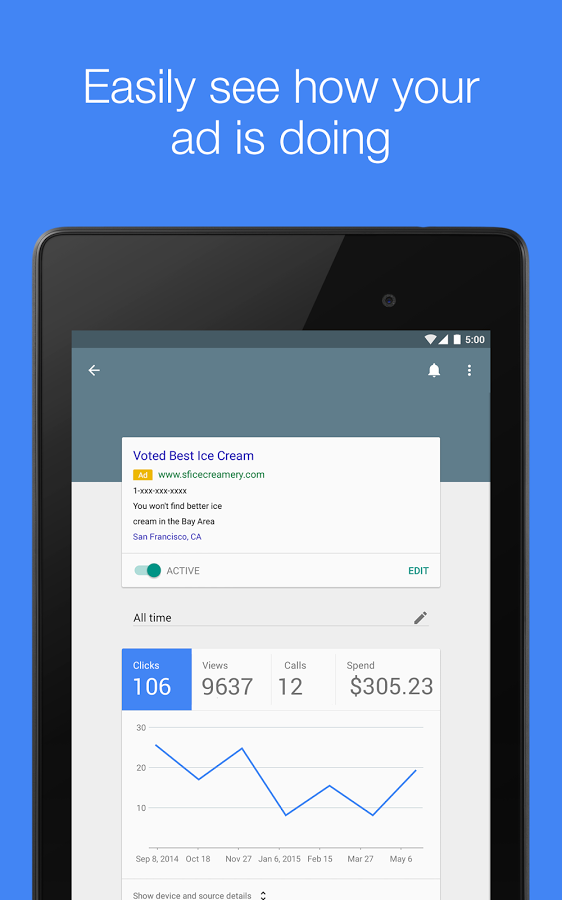 Easily see how your
ad is doing
5:00
Voted Best Ice Cream
Ad www.sficecreamery.com
1-xxx-xxx-xxxx
You won't find better ice
cream in the Bay Area
San Francisco, CA
ACTIVE EDIT
All time
Clicks Views Calls Spend
106 9637 12 $305.23
30
20
10
Sep 8, 2014 Oct 18 Nov 27 Jan 6, 2015 Feb 15 Mar 27 May 6
Show device and source details